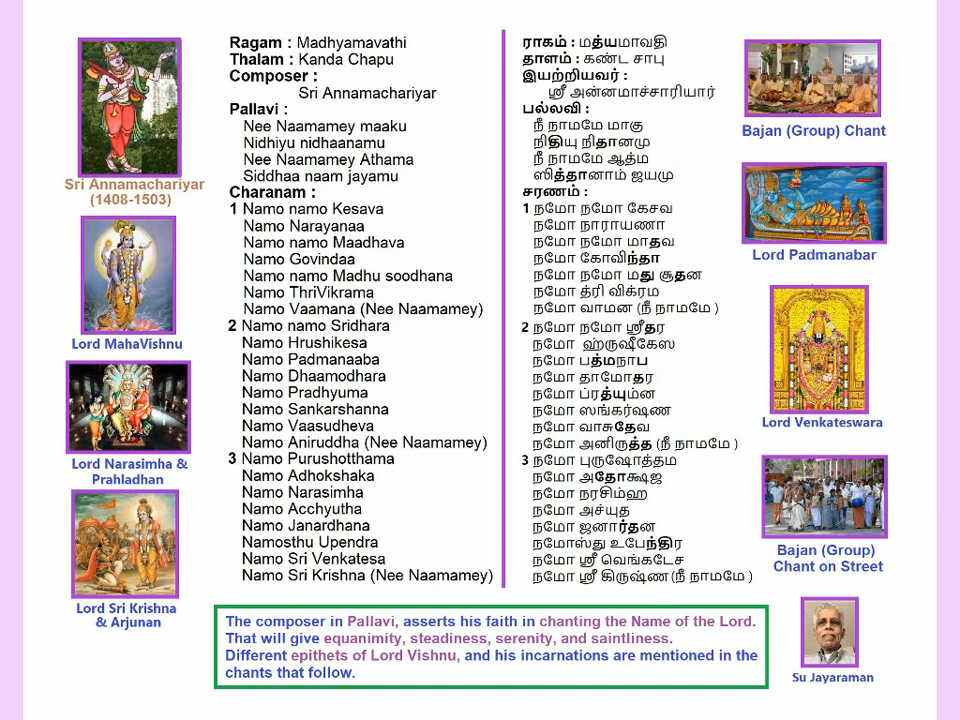 Sri Annamachariyar
(1408-1503)
Lord MahaVishnu
Lord Narasimha &
Prahladhan
Lord Sri Krishna
& Arjunan
Ragam : Madhyamavathi
Thalam : Kanda Chapu
Composer :
Sri Annamachariyar
Pallavi :
Nee Naamamey maaku
Nidhiyu nidhaanamu
Nee Naamamey Athama
Siddhaa naam jayamu
Charanam :
1 Namo namo Kesava
Namo Narayanaa
Namo namo Maadhava
Namo Govindaa
Namo namo Madhu soodhana
Namo ThriVikrama
Namo Vaamana (Nee Naamamey)
2 Namo namo Sridhara
Namo Hrushikesa
Namo Padmanaaba
Namo Dhaamodhara
Namo Pradhyuma
Namo Sankarshanna
Namo Vaasudheva
Namo Aniruddha (Nee Naamamey)
3 Namo Purushotthama
Namo Adhokshaka
Namo Narasimha
Namo Acchyutha
Namo Janardhana
Namosthu Upendra
Namo Sri Venkatesa
Namo Sri Krishna (Nee Naamamey)
ராகம் : மத்யமாவதி
தாளம் : கண்ட சாபு
இயற்றியவர் :
ஸ்ரீ அன்னமாச்சாரியார்
பல்லவி :
நீ நாமமே மாகு
நிதியு நிதானமு
நீ நாமமே ஆத்ம
ஸித்தானாம் ஜயமு
சரணம் :
1 நமோ நமோ கேசவ
நமோ நாராயணா
நமோ நமோ மாதவ
நமோ கோவிந்தா
நமோ நமோ மது சூதன
நமோ த்ரி விக்ரம
நமோ வாமன (நீ நாமமே )
2 நமோ நமோ ஸ்ரீதர
நமோ ஹ்ருஷீகேஸ
நமோ பத்மநாப
நமோ தாமோதர
நமோ ப்ரத்யும்ன
நமோ ஸங்கர்ஷண
நமோ வாசுதேவ
நமோ அனிருத்த (நீ நாமமே )
3 நமோ புருஷோத்தம
நமோ அதோக்ஷஜ
நமோ நரசிம்ஹ
நமோ அச்யுத
நமோ ஜனார்தன
நமோஸ்து உபேந்திர
நமோ ஸ்ரீ வெங்கடேச
நமோ ஸ்ரீ கிருஷ்ண (நீ நாமமே )
Bajan (Group) Chant
Lord Padmanabar
Lord Venkateswara
Bajan (Group)
Chant on Street
Su Jayaraman
The composer in Pallavi, asserts his faith in chanting the Name of the Lord.
That will give equanimity, steadiness, serenity, and saintliness.
Different epithets of Lord Vishnu, and his incarnations are mentioned in the
chants that follow.